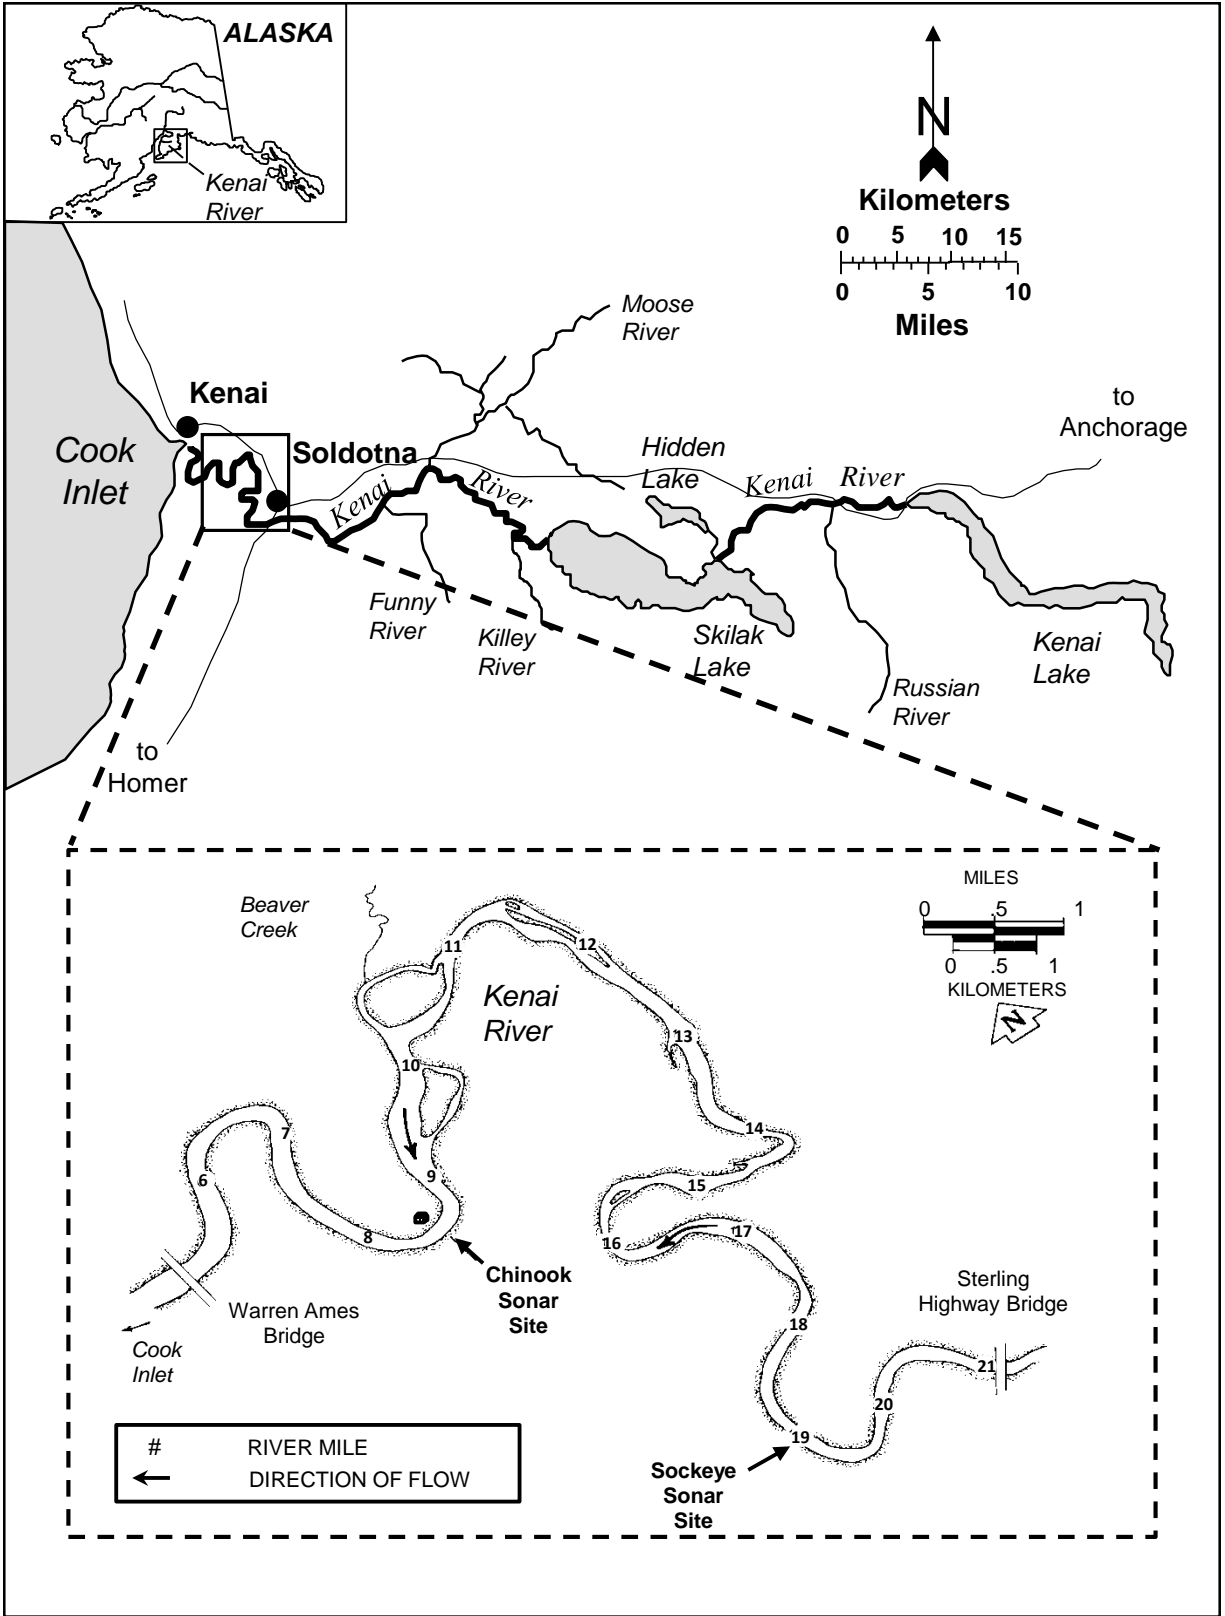 ALASKA
Kenai
River
N
Kilometers
0 5 10 15
0 5 10
Miles
Moose
River
Kenai
to
Anchorage
Cook
Inlet
Soldotna
Hidden
Lake
Kenai River
Kenai River
Funny
River
Killey
River
Skilak
Lake
Kenai
Lake
Russian
River
to
Homer
MILES
0 .5 1
0 .5 1
KILOMETERS
N
Beaver
Creek
11
12
Kenai
River
13
10
14
7
9
15
6
8
16
17
Chinook
Sonar
Site
Sterling
Highway Bridge
Warren Ames
Bridge
18
Cook
Inlet
21
20
19
# RIVER MILE
DIRECTION OF FLOW
Sockeye
Sonar
Site